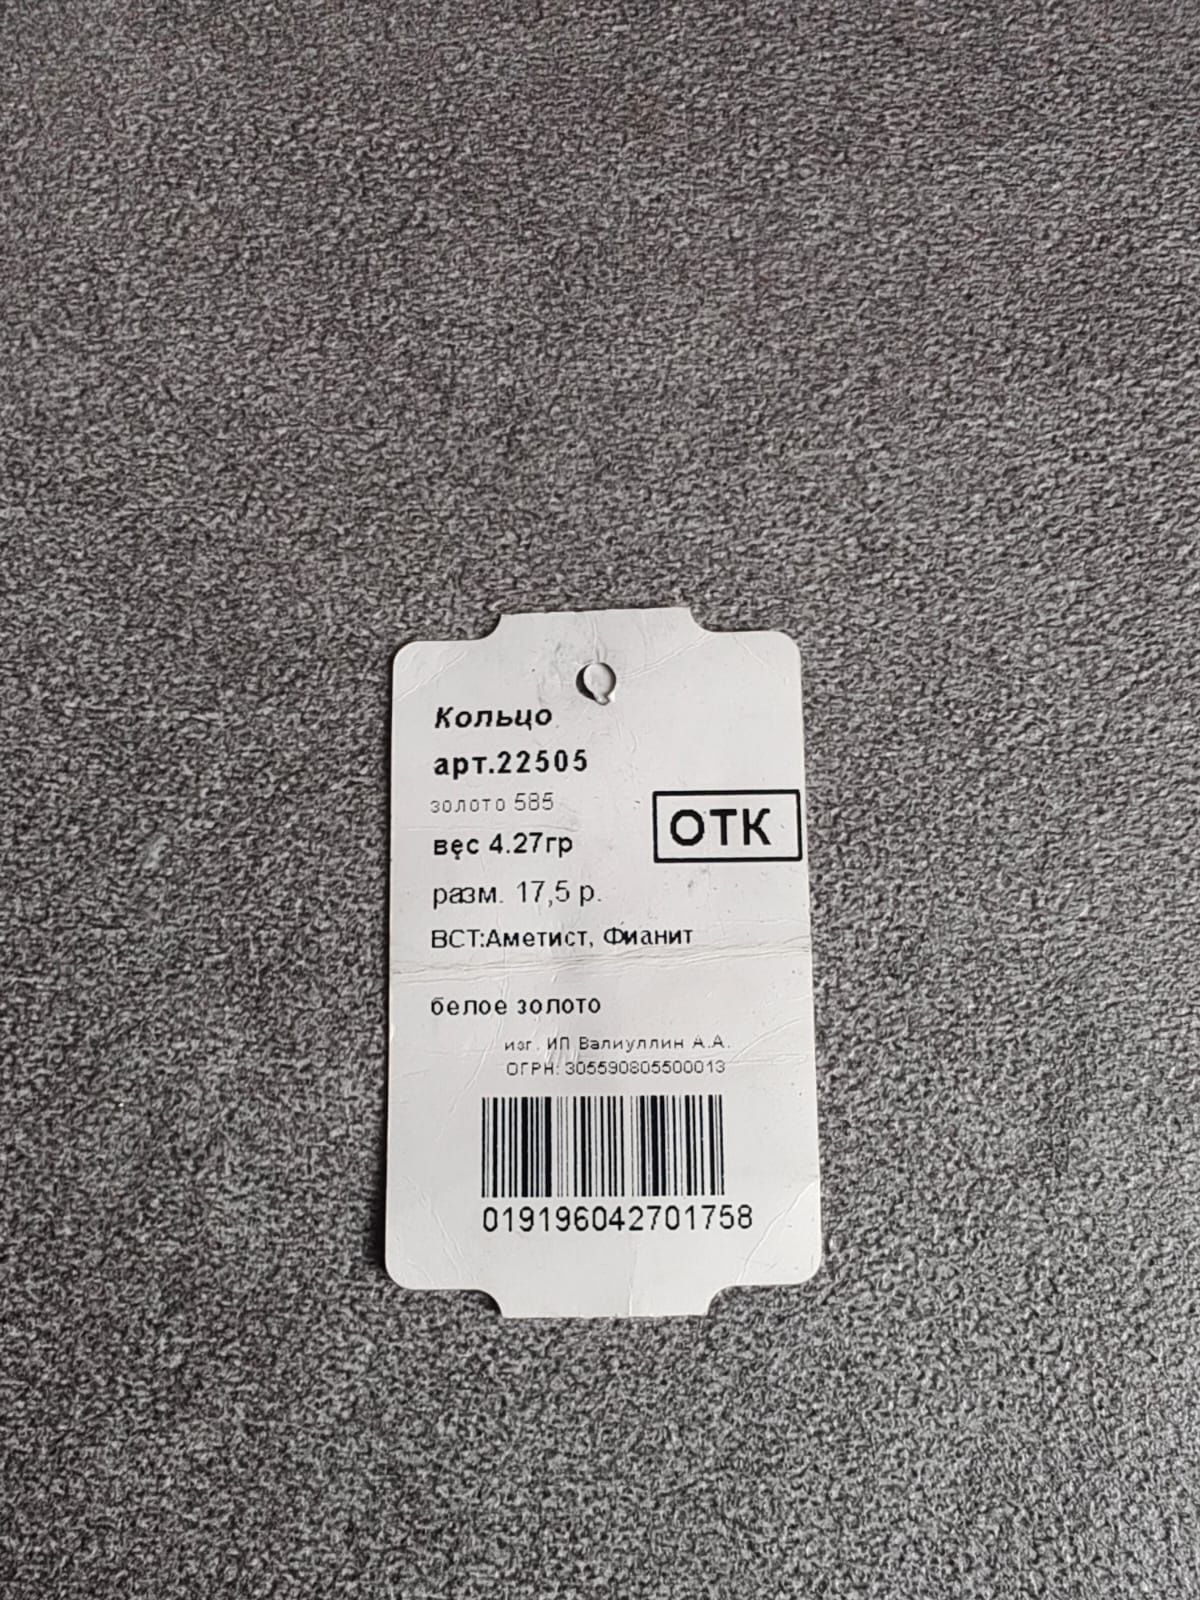 Кольцо
арт.22505
золото 585
ОТК
вес 4.27гр
разм. 17,5 р.
ВСТ:Аметист, Фианит
белое золото
изг. ИП Валиуллин А.А.
ОГРН: 305590805500013
019196042701758